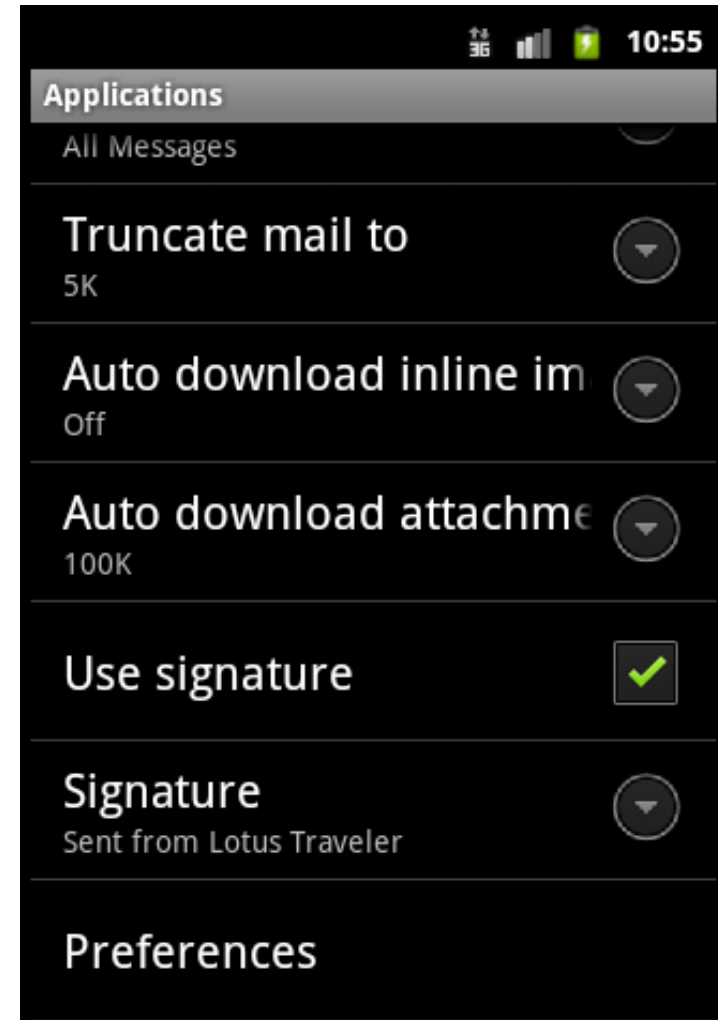 3G 10:55
Applications
All Messages
Truncate mail to
5K
Auto download inline im
Off
Auto download attachme
100K
Use signature
Signature
Sent from Lotus Traveler
Preferences